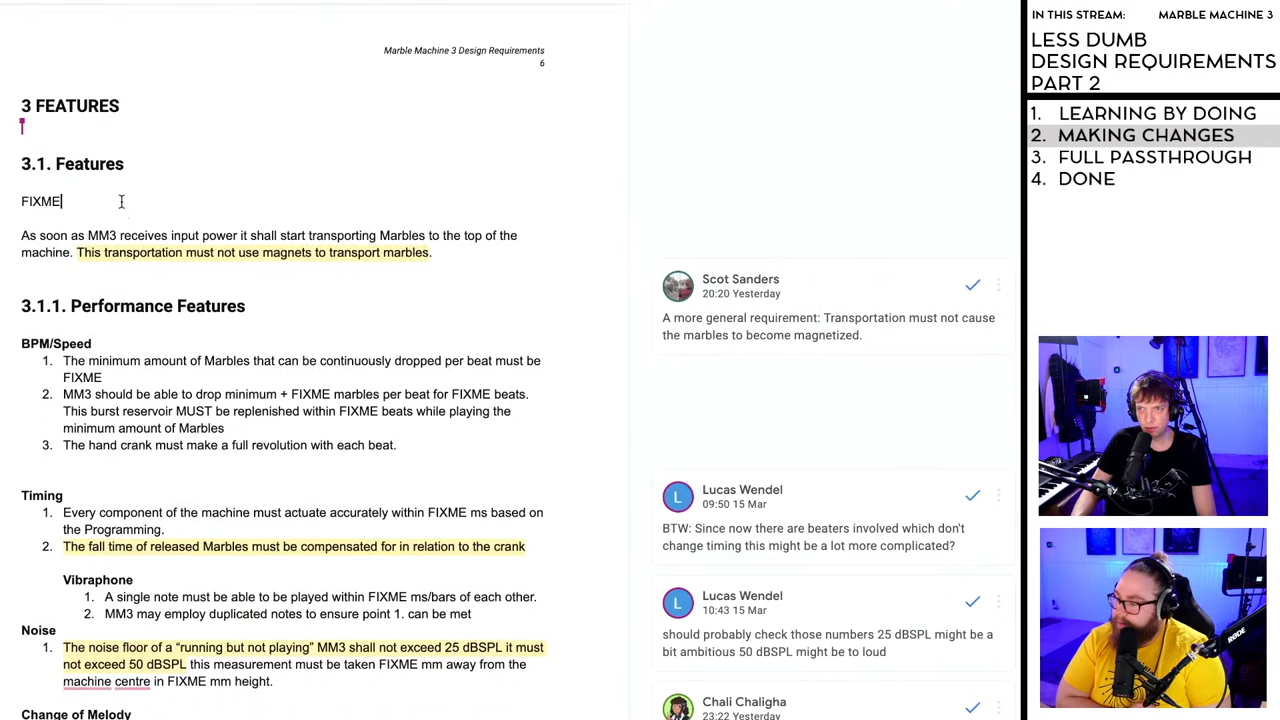 Marble Machine 3 Design Requirements
6
3 FEATURES
3.1. Features
FIXME
As soon as MM3 receives input power it shall start transporting Marbles to the top of the
machine. This transportation must not use magnets to transport marbles.
3.1.1. Performance Features
BPM/Speed
1. The minimum amount of Marbles that can be continuously dropped per beat must be
FIXME
2. MM3 should be able to drop minimum + FIXME marbles per beat for FIXME beats.
This burst reservoir MUST be replenished within FIXME beats while playing the
minimum amount of Marbles
3. The hand crank must make a full revolution with each beat.
Timing
1. Every component of the machine must actuate accurately within FIXME ms based on
the Programming.
2. The fall time of released Marbles must be compensated for in relation to the crank
Vibraphone
1. A single note must be able to be played within FIXME ms/bars of each other.
2. MM3 may employ duplicated notes to ensure point 1. can be met
Noise
1. The noise floor of a “running but not playing” MM3 shall not exceed 25 dBSPL it must
not exceed 50 dBSPL this measurement must be taken FIXME mm away from the
machine centre in FIXME mm height.
Change of Melody
Scot Sanders
20:20 Yesterday
A more general requirement: Transportation must not cause
the marbles to become magnetized.
L
Lucas Wendel
09:50 15 Mar
BTW: Since now there are beaters involved which don't
change timing this might be a lot more complicated?
L
Lucas Wendel
10:43 15 Mar
should probably check those numbers 25 dBSPL might be a
bit ambitious 50 dBSPL might be to loud
Chali Chaligha
23:22 Yesterday
IN THIS STREAM: MARBLE MACHINE 3
LESS DUMB
DESIGN REQUIREMENTS
PART 2
1. LEARNING BY DOING
2. MAKING CHANGES
3. FULL PASSTHROUGH
4. DONE
RODE